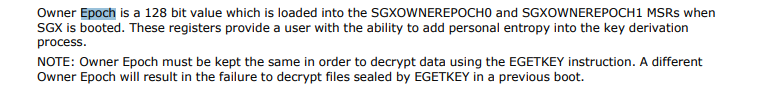 Owner Epoch is a 128 bit value which is loaded into the SGXOWNEREPOCH0 and SGXOWNEREPOCH1 MSRs when
SGX is booted. These registers provide a user with the ability to add personal entropy into the key derivation
process.
NOTE: Owner Epoch must be kept the same in order to decrypt data using the EGETKEY instruction. A different
Owner Epoch will result in the failure to decrypt files sealed by EGETKEY in a previous boot.